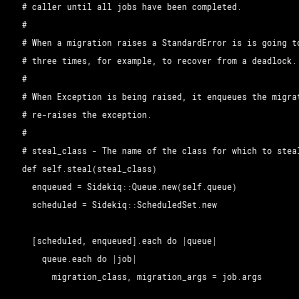 # caller until all jobs have been completed.
#
# When a migration raises a StandardError is is going to
# three times, for example, to recover from a deadlock.
#
# When Exception is being raised, it enqueues the migrat
# re-raises the exception.
#
# steal_class - The name of the class for which to steal
def self.steal(steal_class)
enqueued = Sidekiq::Queue.new(self.queue)
scheduled = Sidekiq::ScheduledSet.new
[scheduled, enqueued].each do |queue|
queue.each do |job|
migration_class, migration_args = job.args